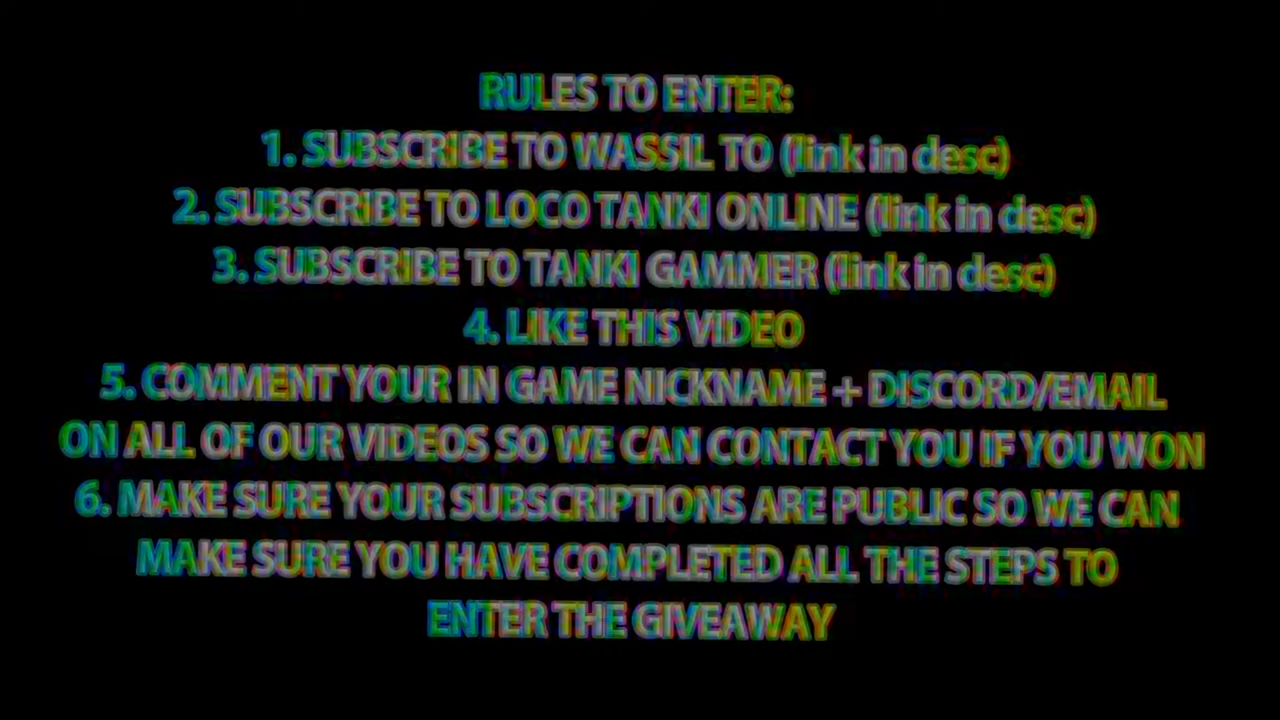 RULES TO ENTER:
1. SUBSCRIBE TO WASSIL TO (link in desc)
2. SUBSCRIBE TO LOCO TANKI ONLINE (link in desc)
3. SUBSCRIBE TO TANKI GAMMER (link in desc)
4. LIKE THIS VIDEO
5. COMMENT YOUR IN GAME NICKNAME + DISCORD/EMAIL
ON ALL OF OUR VIDEOS SO WE CAN CONTACT YOU IF YOU WON
6. MAKE SURE YOUR SUBSCRIPTIONS ARE PUBLIC SO WE CAN
MAKE SURE YOU HAVE COMPLETED ALL THE STEPS TO
ENTER THE GIVEAWAY